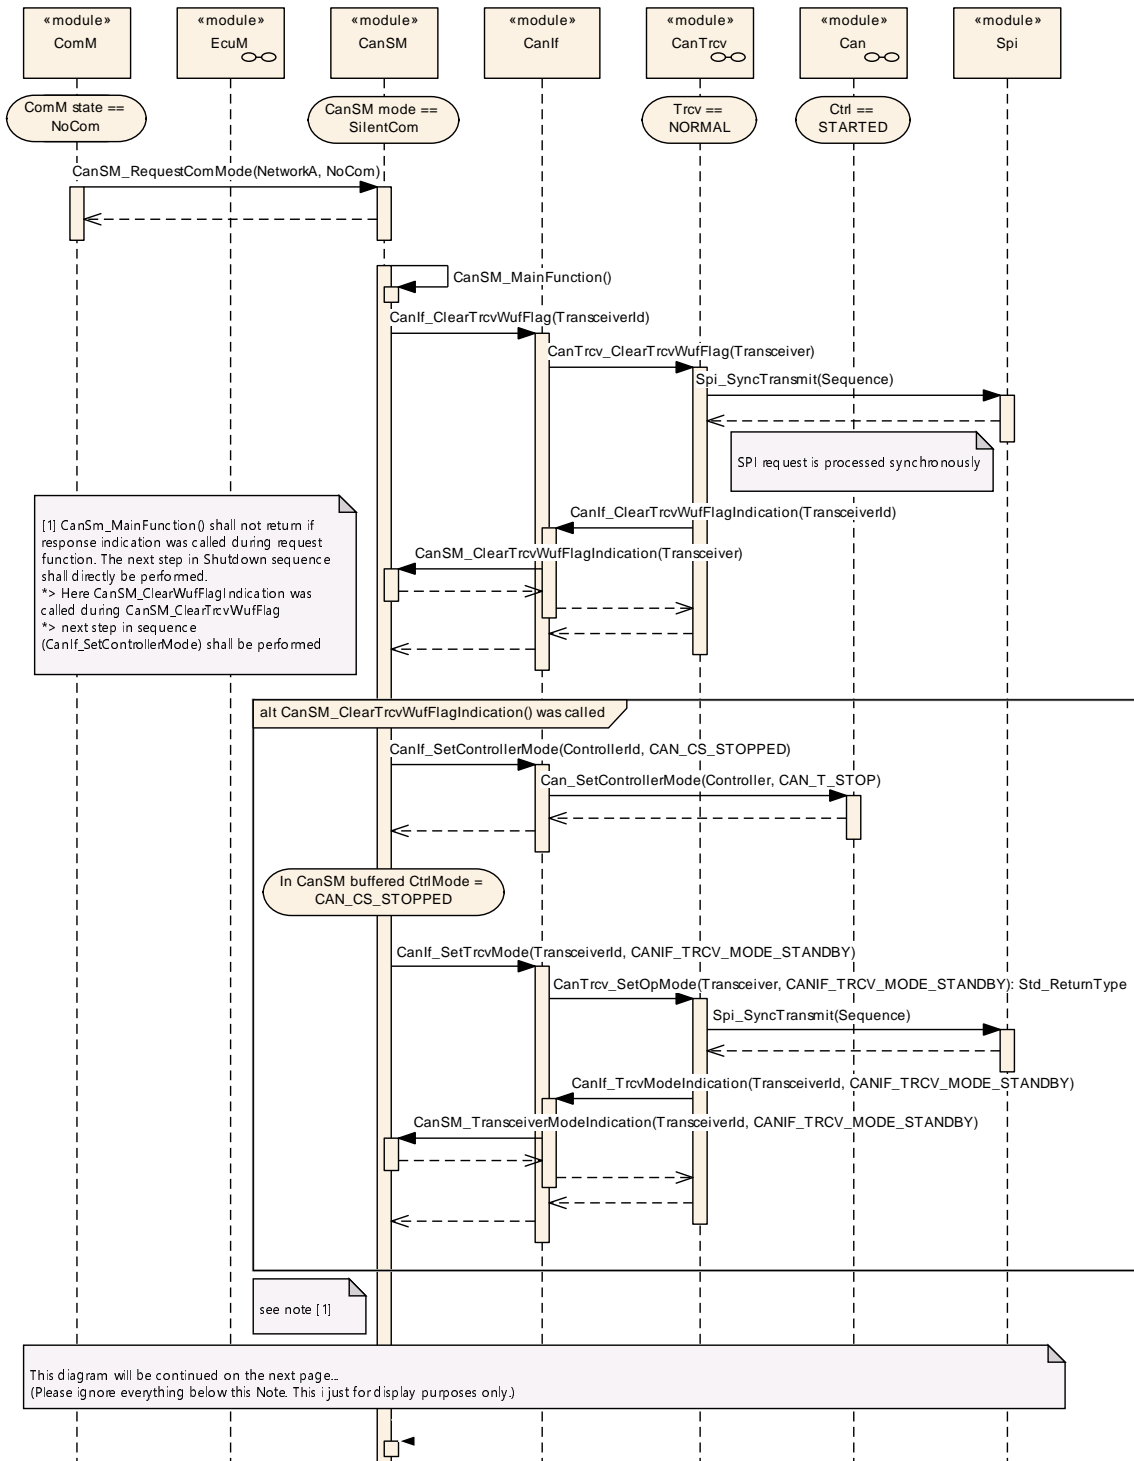 «module»
ComM
«module»
EcuM
«module»
CanSM
«module»
CanIf
«module»
CanTrcv
«module»
Can
«module»
Spi
ComM state ==
NoCom
CanSM mode ==
SilentCom
Trcv ==
NORMAL
Ctrl ==
STARTED
CanSM_RequestComMode(NetworkA, NoCom)
CanSM_MainFunction()
CanIf_ClearTrcvWufFlag(TransceiverId)
CanTrcv_ClearTrcvWufFlag(Transceiver)
Spi_SyncTransmit(Sequence)
SPI request is processed synchronously
CanIf_ClearTrcvWufFlagIndication(TransceiverId)
CanSM_ClearTrcvWufFlagIndication(Transceiver)
[1] CanSm_MainFunction() shall not return if
response indication was called during request
function. The next step in Shutdown sequence
shall directly be performed.
*> Here CanSM_ClearWufFlagIndication was
called during CanSM_ClearTrcvWufFlag
*> next step in sequence
(CanIf_SetControllerMode) shall be performed
alt CanSM_ClearTrcvWufFlagIndication() was called
CanIf_SetControllerMode(ControllerId, CAN_CS_STOPPED)
Can_SetControllerMode(Controller, CAN_T_STOP)
In CanSM buffered CtrlMode =
CAN_CS_STOPPED
CanIf_SetTrcvMode(TransceiverId, CANIF_TRCV_MODE_STANDBY)
CanTrcv_SetOpMode(Transceiver, CANIF_TRCV_MODE_STANDBY): Std_ReturnType
Spi_SyncTransmit(Sequence)
CanIf_TrcvModeIndication(TransceiverId, CANIF_TRCV_MODE_STANDBY)
CanSM_TransceiverModeIndication(TransceiverId, CANIF_TRCV_MODE_STANDBY)
see note [1]
This diagram will be continued on the next page...
(Please ignore everything below this Note. This i just for display purposes only.)